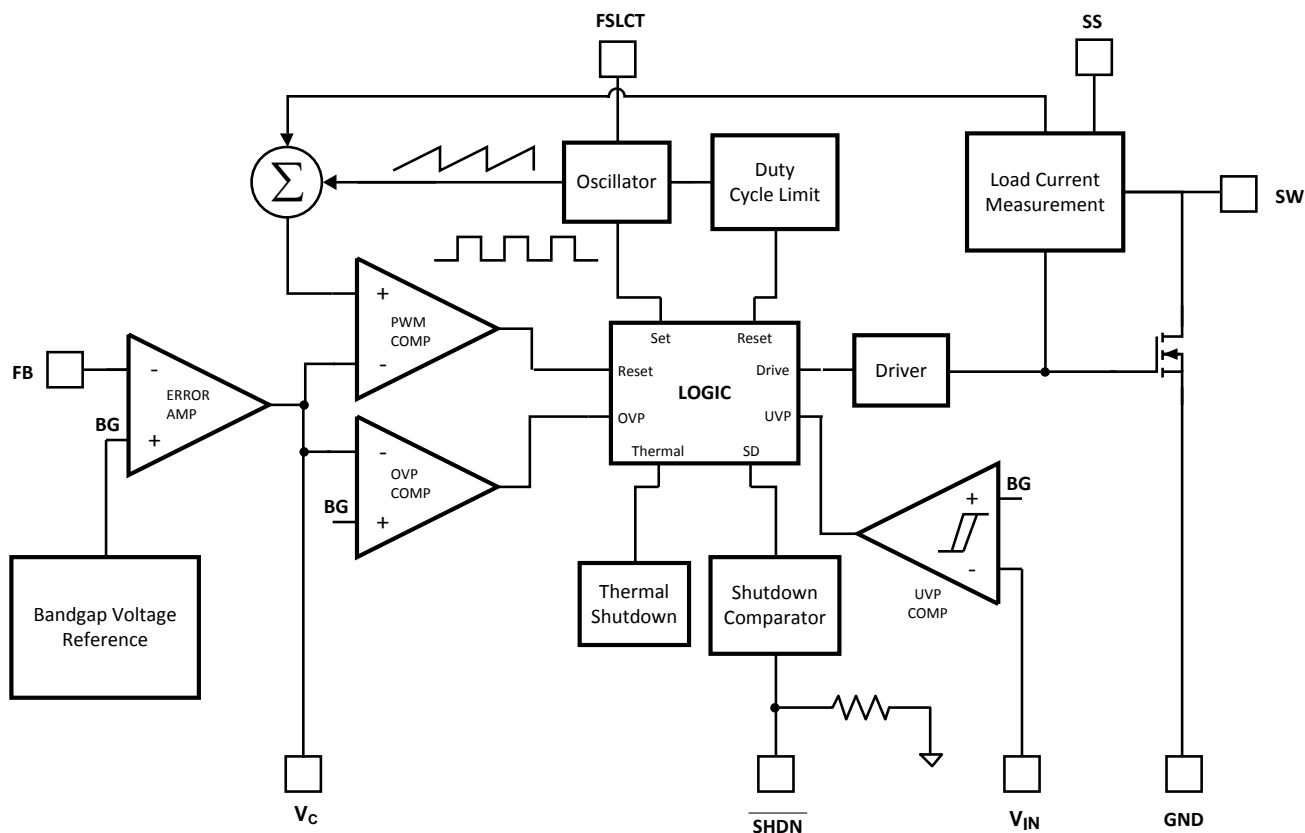 FSLCT
SS
Σ
Oscillator
Duty
Cycle Limit
Load Current
Measurement
SW
+
PWM
COMP
-
Set
Reset
Reset
Drive
LOGIC
OVP
UVP
Thermal
SD
Driver
FB
-
ERROR
AMP
BG
+
-
OVP
COMP
BG
+
+
BG
-
UVP
COMP
Bandgap Voltage
Reference
Thermal
Shutdown
Shutdown
Comparator
VC
SHDN
VIN
GND